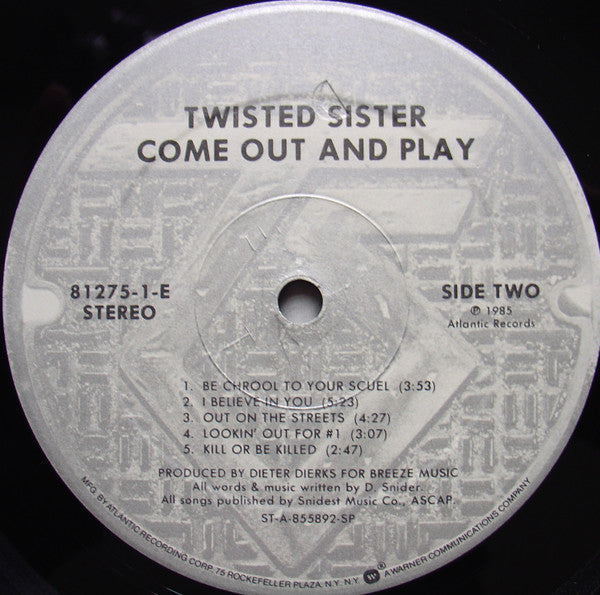 TWISTED SISTER
COME OUT AND PLAY
81275-1-E
STEREO
SIDE TWO
℗ 1985
Atlantic Records
1. BE CHROOL TO YOUR SCUEL (3:53)
2. I BELIEVE IN YOU (5:23)
3. OUT ON THE STREETS (4:27)
4. LOOKIN' OUT FOR #1 (3:07)
5. KILL OR BE KILLED (2:47)
PRODUCED BY DIETER DIERKS FOR BREEZE MUSIC
All words & music written by D. Snider.
All songs published by Snidest Music Co., ASCAP.
ST-A-855892-SP
MFG. BY ATLANTIC RECORDING CORP. 75 ROCKEFELLER PLAZA, N.Y. N.Y. W ® A WARNER COMMUNICATIONS COMPANY